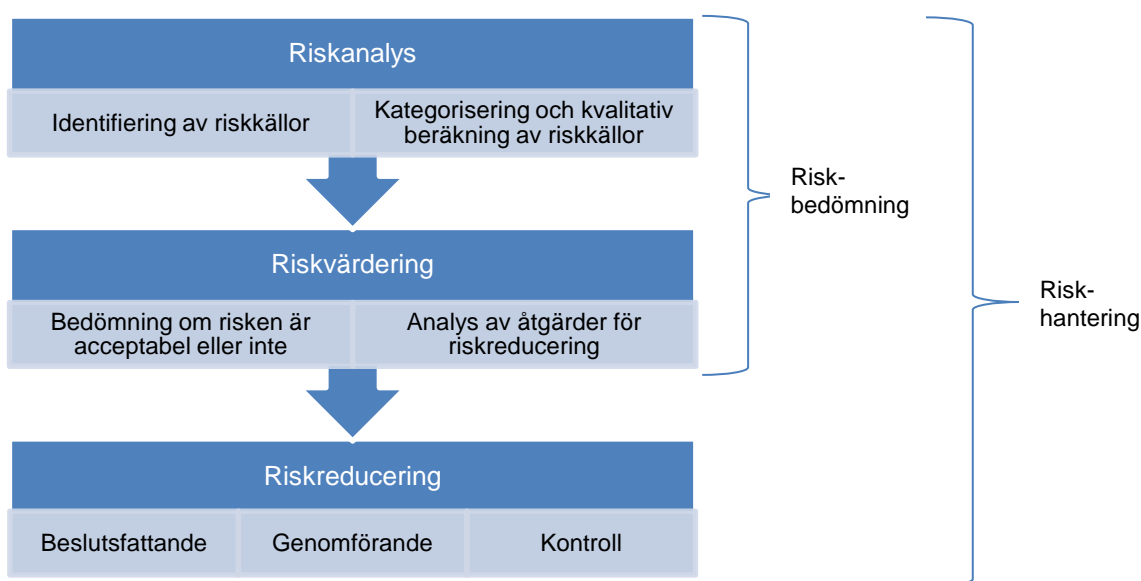 Riskanalys
Identifiering av riskkällor
Kategorisering och kvalitativ
beräkning av riskkällor
Risk-
bedömning
Riskvärdering
Bedömning om risken är
acceptabel eller inte
Analys av åtgärder för
riskreducering
Risk-
hantering
Riskreducering
Beslutsfattande
Genomförande
Kontroll